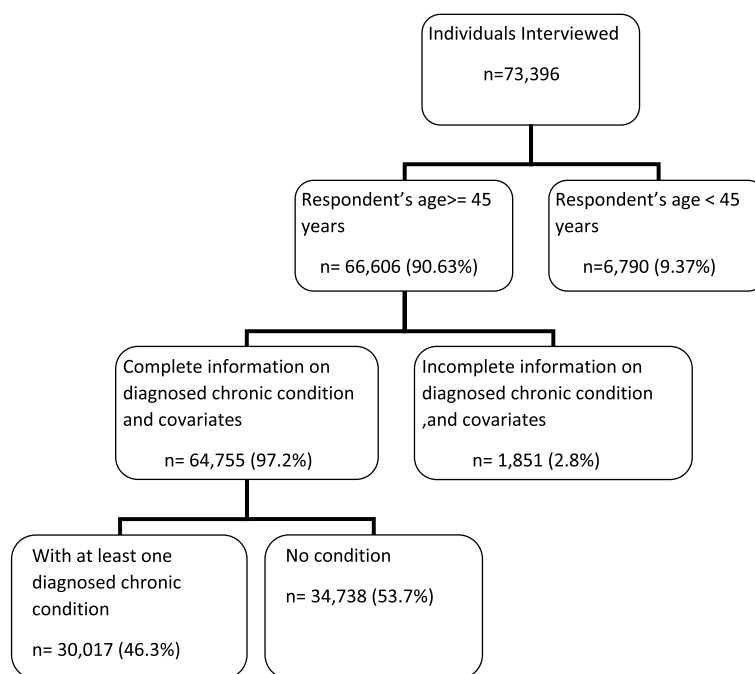 Individuals Interviewed
n=73,396
Respondent's age>= 45
years
n= 66,606 (90.63%)
Respondent's age < 45
years
n=6,790 (9.37%)
Complete information on
diagnosed chronic condition
and covariates
n= 64,755 (97.2%)
Incomplete information on
diagnosed chronic condition
,and covariates
n= 1,851 (2.8%)
With at least one
diagnosed chronic
condition
n= 30,017 (46.3%)
No condition
n= 34,738 (53.7%)